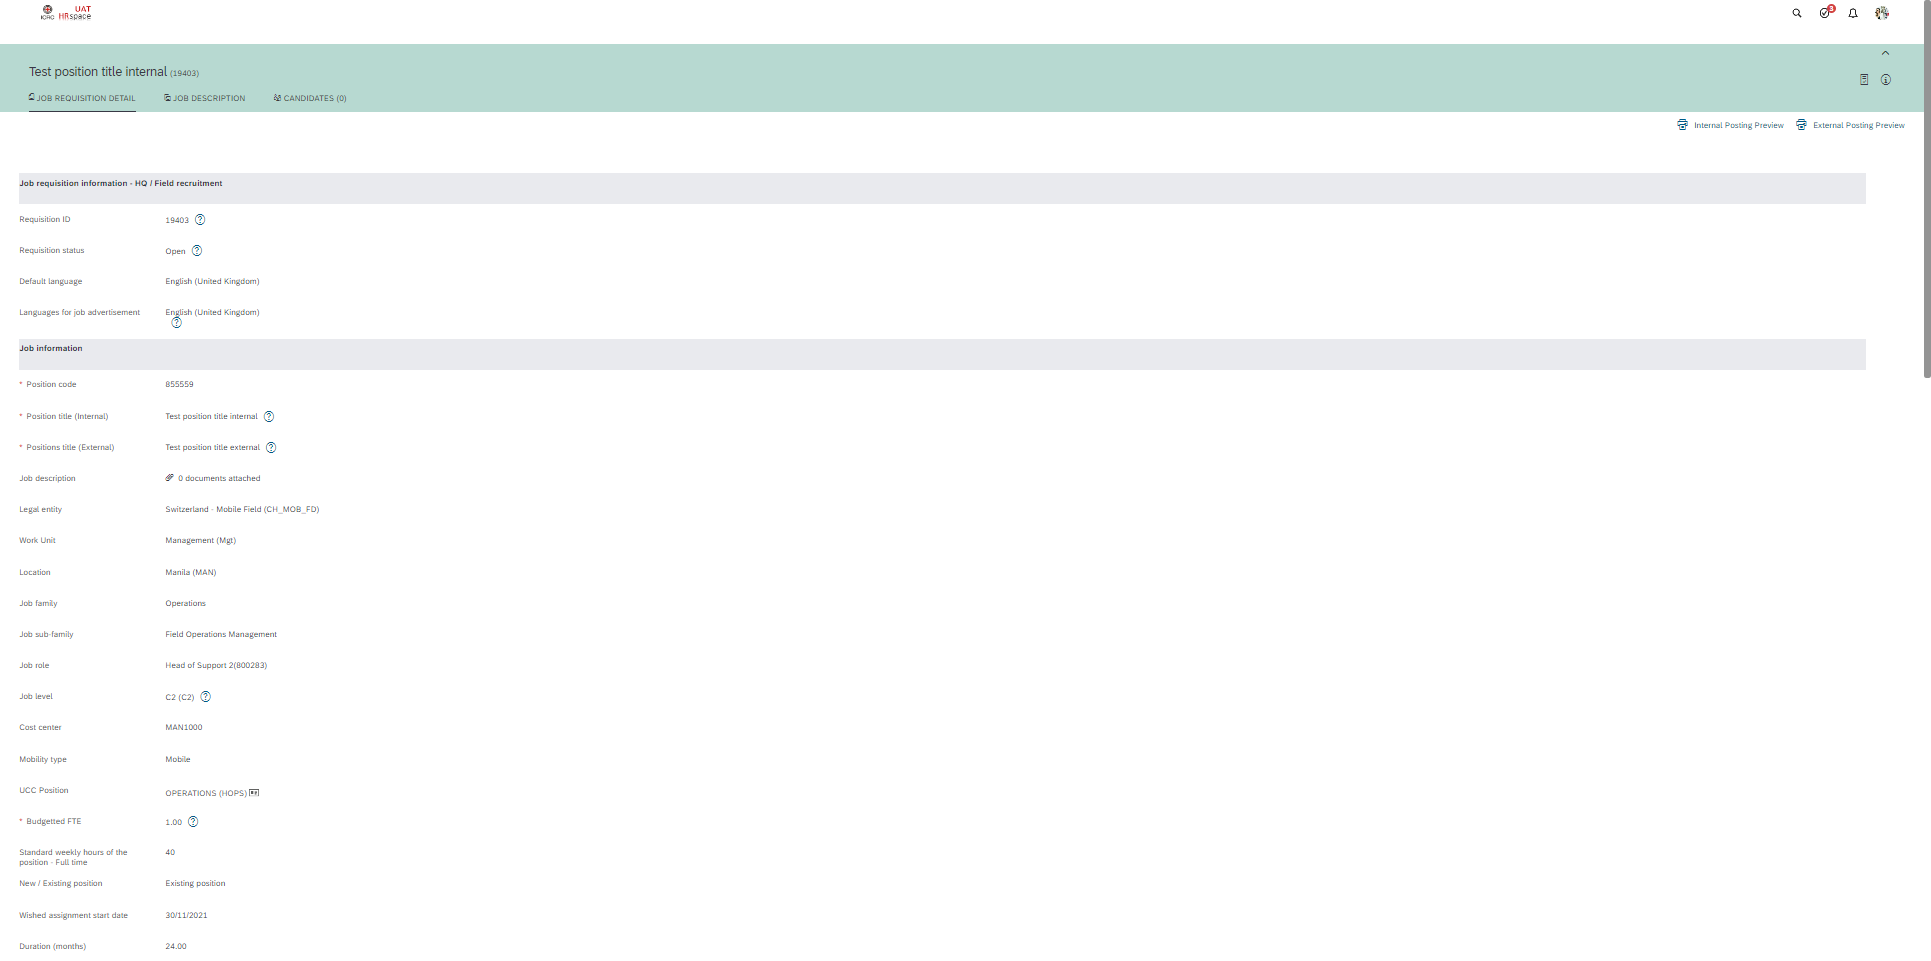 ICRC UAT
HRspace
3
Test position title internal (19403)
JOB REQUISITION DETAIL JOB DESCRIPTION CANDIDATES (0)
Internal Posting Preview External Posting Preview
Job requisition information - HQ / Field recruitment
Requisition ID 19403 ?
Requisition status Open ?
Default language English (United Kingdom)
Languages for job advertisement English (United Kingdom)
?
Job information
* Position code 855559
* Position title (Internal) Test position title internal ?
* Positions title (External) Test position title external ?
Job description 0 documents attached
Legal entity Switzerland - Mobile Field (CH_MOB_FD)
Work Unit Management (Mgt)
Location Manila (MAN)
Job family Operations
Job sub-family Field Operations Management
Job role Head of Support 2(800283)
Job level C2 (C2) ?
Cost center MAN1000
Mobility type Mobile
UCC Position OPERATIONS (HOPS)
* Budgetted FTE 1.00 ?
Standard weekly hours of the 40
position - Full time
New / Existing position Existing position
Wished assignment start date 30/11/2021
Duration (months) 24.00